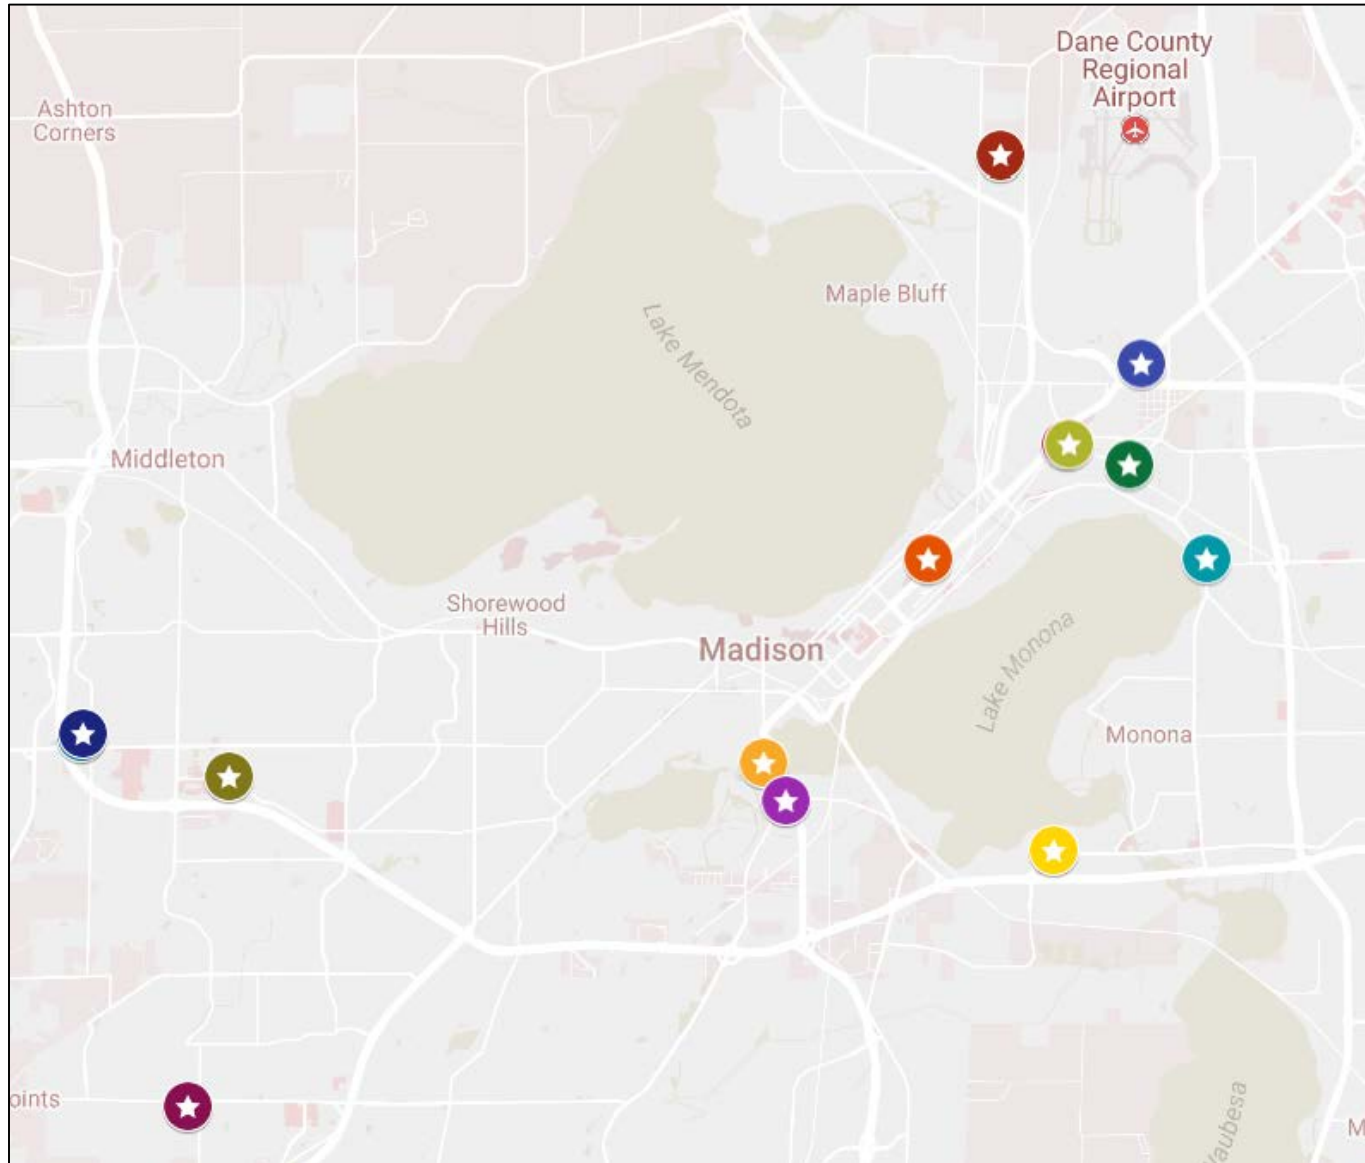 Dane County
Regional
Airport
Ashton
Corners
Maple Bluff
Lake Mendota
Middleton
Shorewood
Hills
Madison
Lake Monona
Monona
oints
aubesa
M